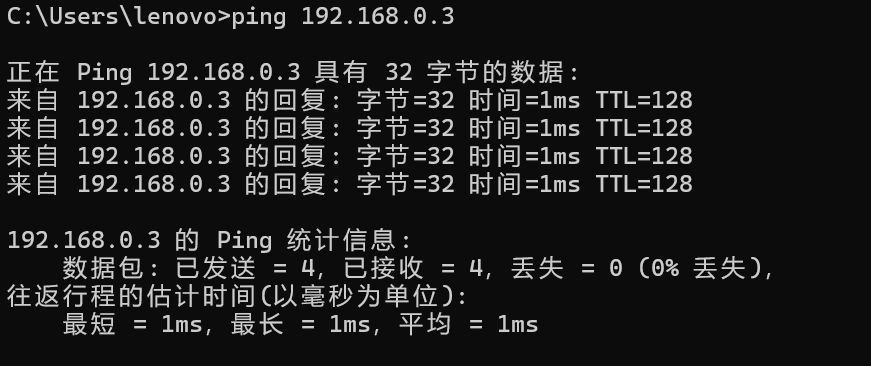 C:\Users\lenovo>ping 192.168.0.3
正在 Ping 192.168.0.3 具有 32 字节的数据:
来自 192.168.0.3 的回复: 字节=32 时间=1ms TTL=128
来自 192.168.0.3 的回复: 字节=32 时间=1ms TTL=128
来自 192.168.0.3 的回复: 字节=32 时间=1ms TTL=128
来自 192.168.0.3 的回复: 字节=32 时间=1ms TTL=128
192.168.0.3 的 Ping 统计信息:
数据包: 已发送 = 4, 已接收 = 4, 丢失 = 0 (0% 丢失),
往返行程的估计时间(以毫秒为单位):
最短 = 1ms, 最长 = 1ms, 平均 = 1ms